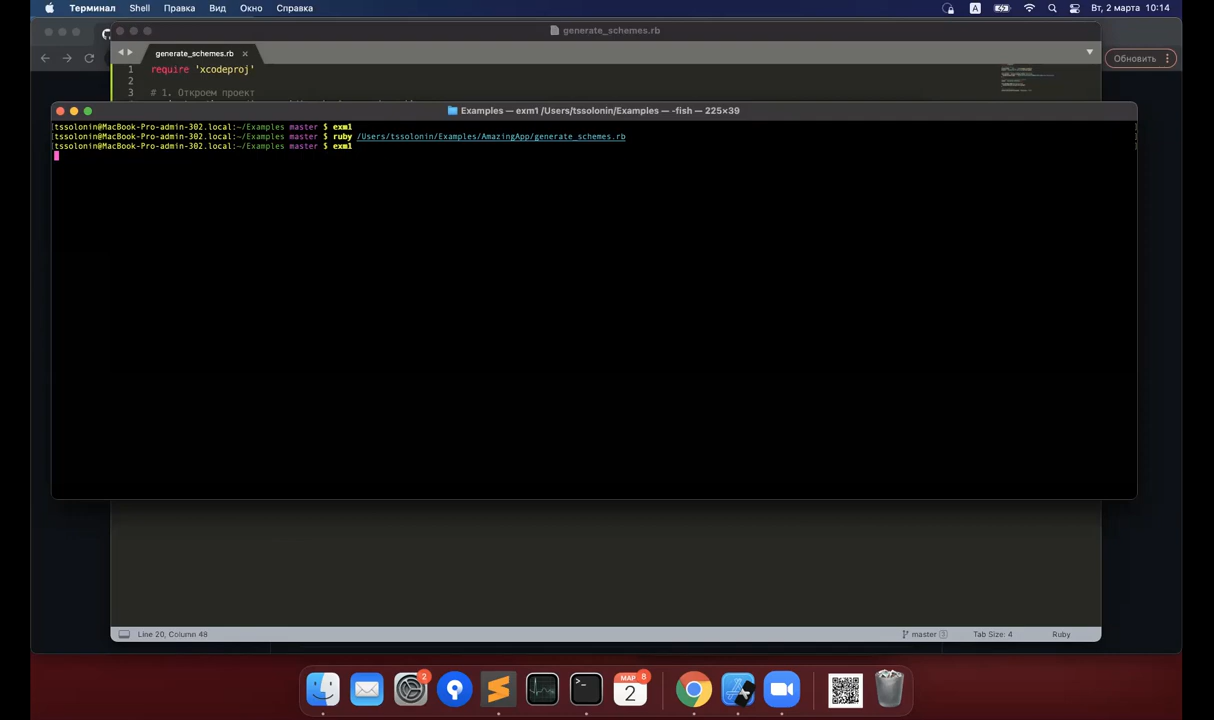 Терминал Shell Правка Вид Окно Справка A Вт, 2 марта 10:14
generate_schemes.rb
generate_schemes.rb ×
Обновить
1 require 'xcodeproj'
2
3 # 1. Откроем проект
Examples — exm1 /Users/tssolonin/Examples — -fish — 225×39
tssolonin@MacBook-Pro-admin-302.local:~/Examples master $ exm1
tssolonin@MacBook-Pro-admin-302.local:~/Examples master $ ruby /Users/tssolonin/Examples/AmazingApp/generate_schemes.rb
tssolonin@MacBook-Pro-admin-302.local:~/Examples master $ exm1
Line 20, Column 48 master Tab Size: 4 Ruby
2
МАР. 8
2